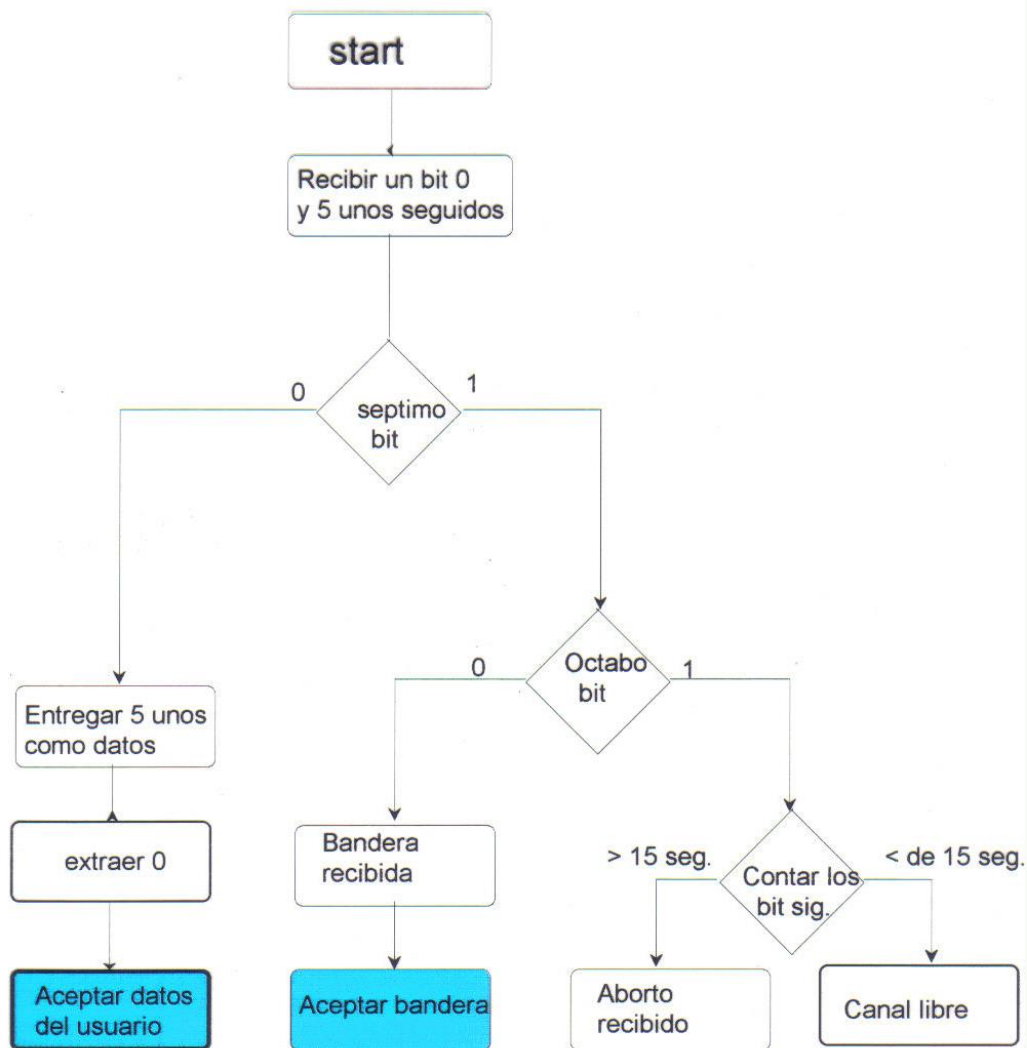 start
Recibir un bit 0
y 5 unos seguidos
0
1
septimo
bit
0
Octabo
bit
1
Entregar 5 unos
como datos
extraer 0
Bandera
recibida
> 15 seg.
Contar los
bit sig.
< de 15 seg.
Aceptar datos
del usuario
Aceptar bandera
Aborto
recibido
Canal libre